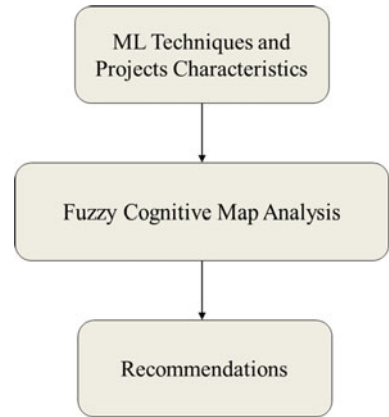 ML Techniques and
Projects Characteristics
Fuzzy Cognitive Map Analysis
Recommendations